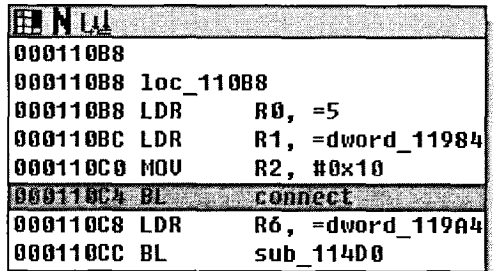 N
000110B8
000110B8 loc_110B8
000110B8 LDR R0, =5
000110BC LDR R1, =dword_11984
000110C0 MOV R2, #0x10
000110C4 BL connect
000110C8 LDR R6, =dword_119A4
000110CC BL sub_114D0